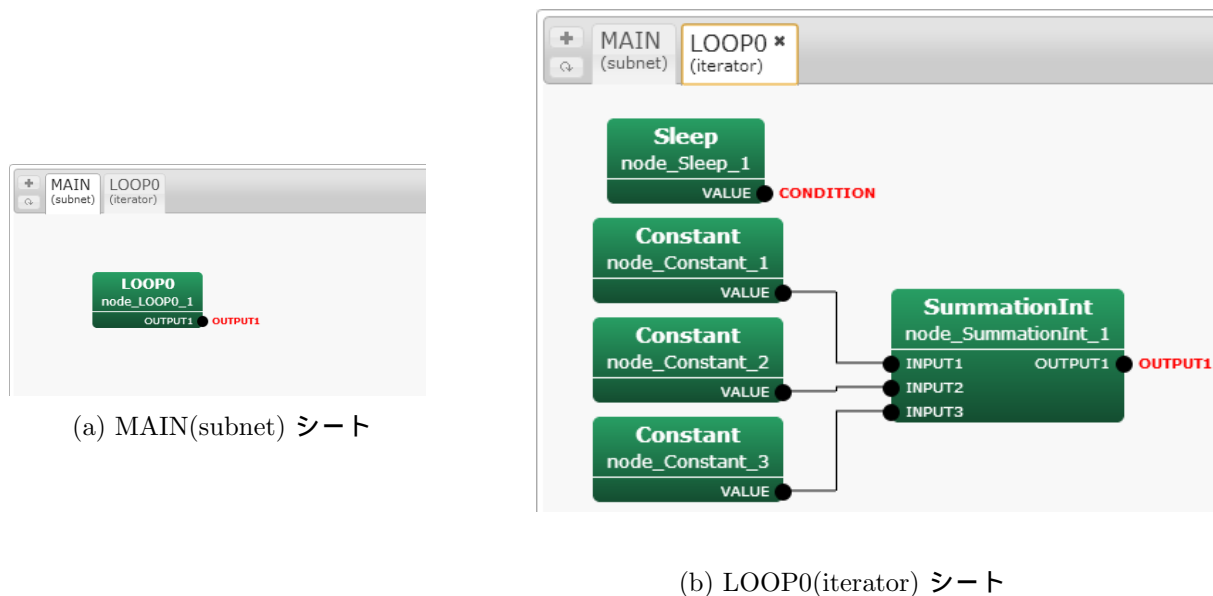 MAIN
(subnet)
LOOP0
(iterator)
LOOP0
node_LOOP0_1
OUTPUT1 OUTPUT1
(a) MAIN(subnet) シート
MAIN
(subnet)
LOOP0
(iterator)
Sleep
node_Sleep_1
VALUE CONDITION
Constant
node_Constant_1
VALUE
Constant
node_Constant_2
VALUE
Constant
node_Constant_3
VALUE
SummationInt
node_SummationInt_1
INPUT1 OUTPUT1 OUTPUT1
INPUT2
INPUT3
(b) LOOP0(iterator) シート